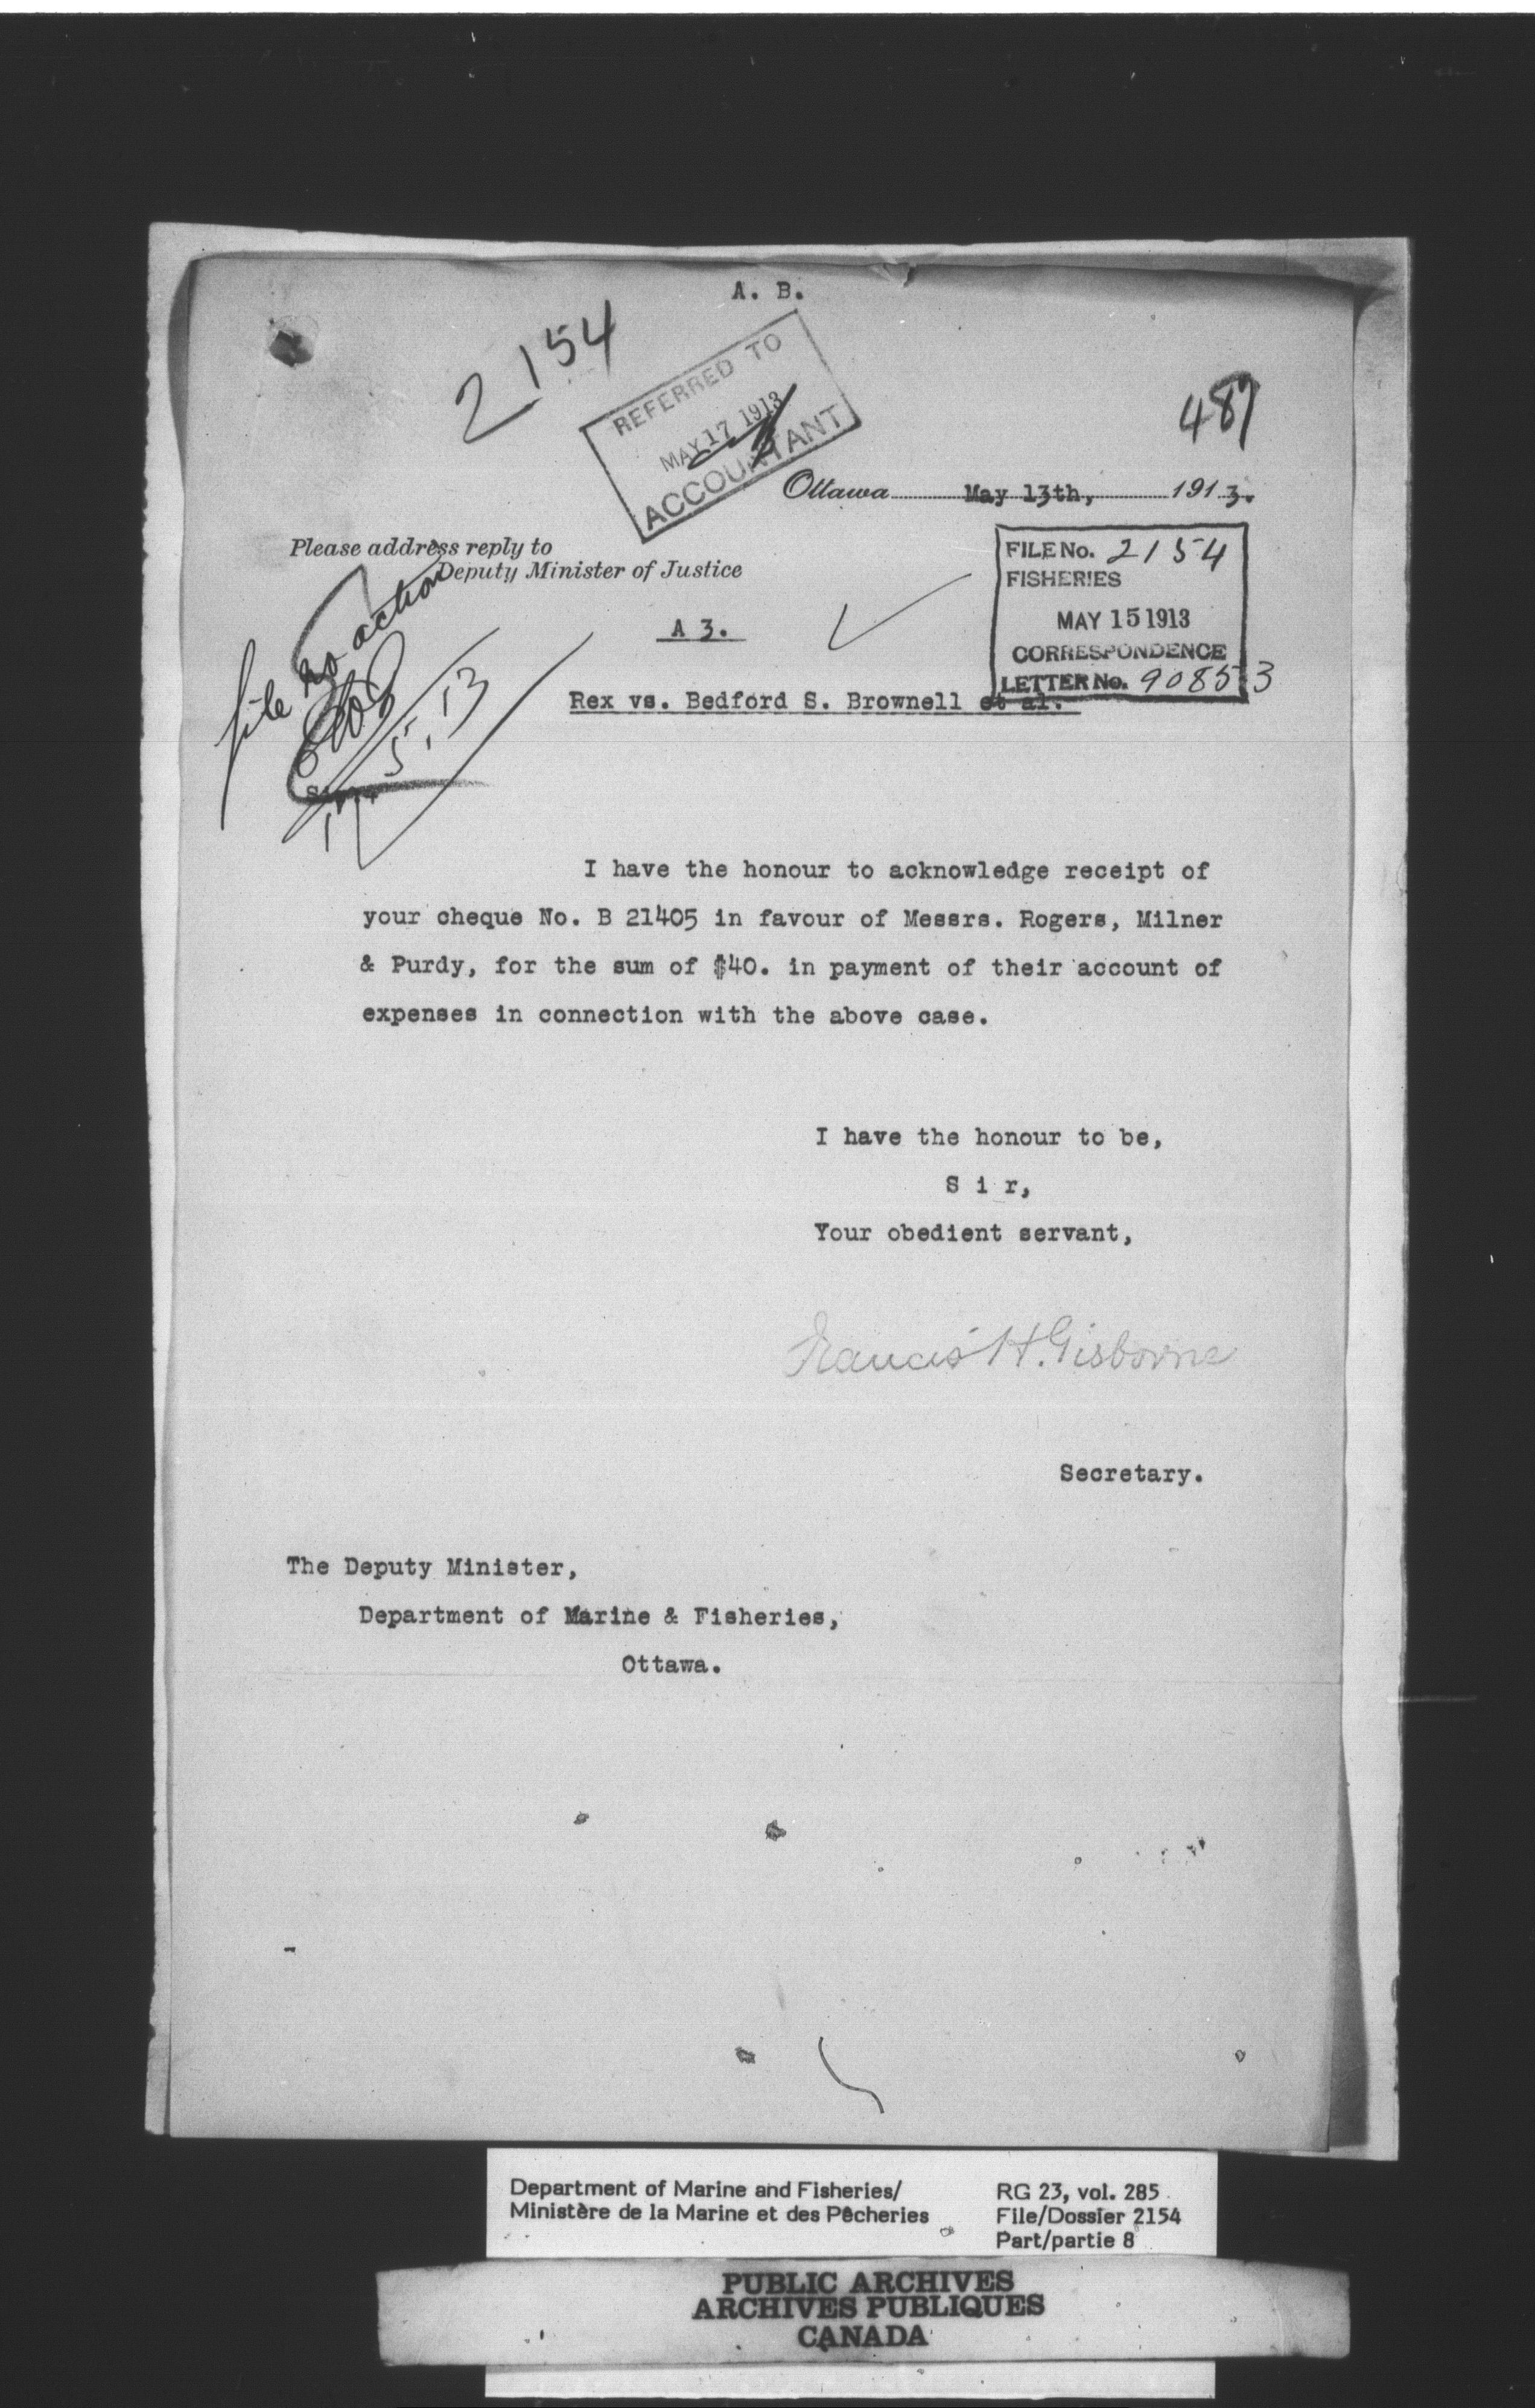 A. B.
2154
REFERRED TO
MAY 17 1913
ACCOUNTANT
487
Ottawa May 13th, 1913.
Please address reply to
Deputy Minister of Justice
FILE No. 2154
FISHERIES
MAY 15 1913
CORRESPONDENCE
LETTER No. 90853
file no action
A 3.
Rex vs. Bedford S. Brownell et al.
5.13
Sir,
I have the honour to acknowledge receipt of
your cheque No. B 21405 in favour of Messrs. Rogers, Milner
& Purdy, for the sum of $40. in payment of their account of
expenses in connection with the above case.
I have the honour to be,
S i r,
Your obedient servant,
Francis H. Gisborne
Secretary.
The Deputy Minister,
Department of Marine & Fisheries,
Ottawa.
Department of Marine and Fisheries/
Ministère de la Marine et des Pêcheries
RG 23, vol. 285
File/Dossier 2154
Part/partie 8
PUBLIC ARCHIVES
ARCHIVES PUBLIQUES
CANADA